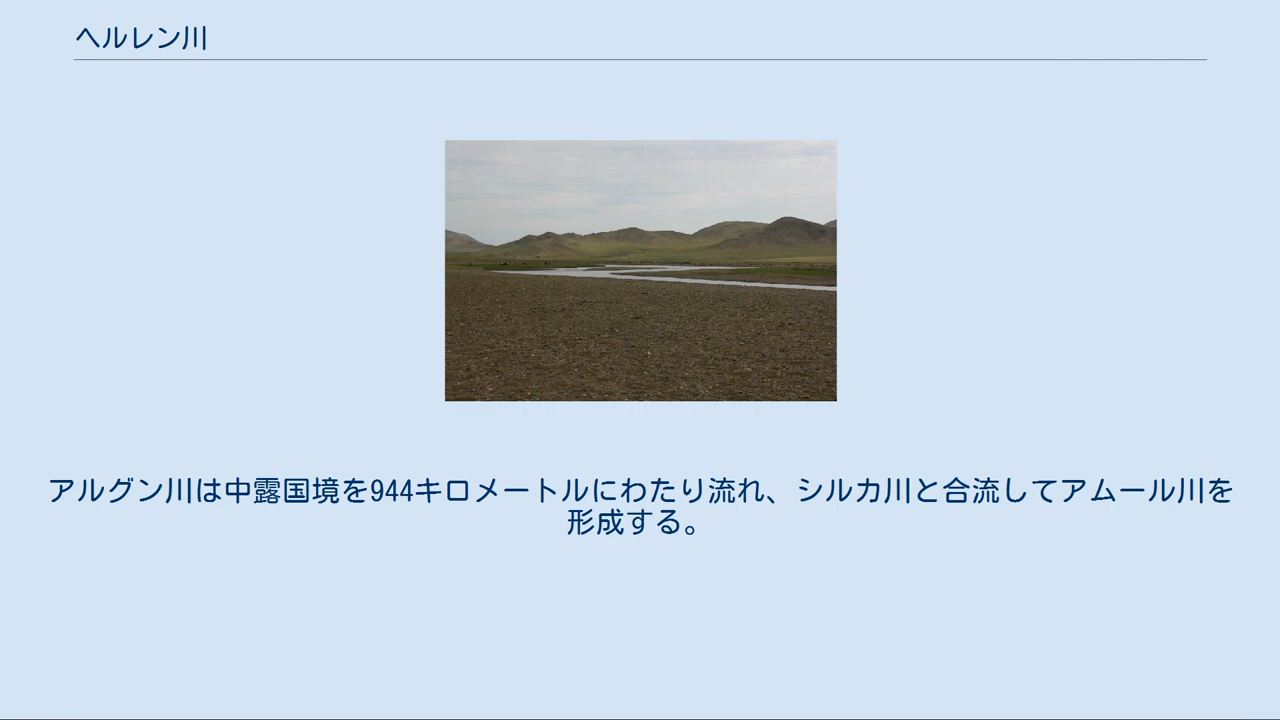 ヘルレン川
アルグン川は中露国境を944キロメートルにわたり流れ、シルカ川と合流してアムール川を
形成する。